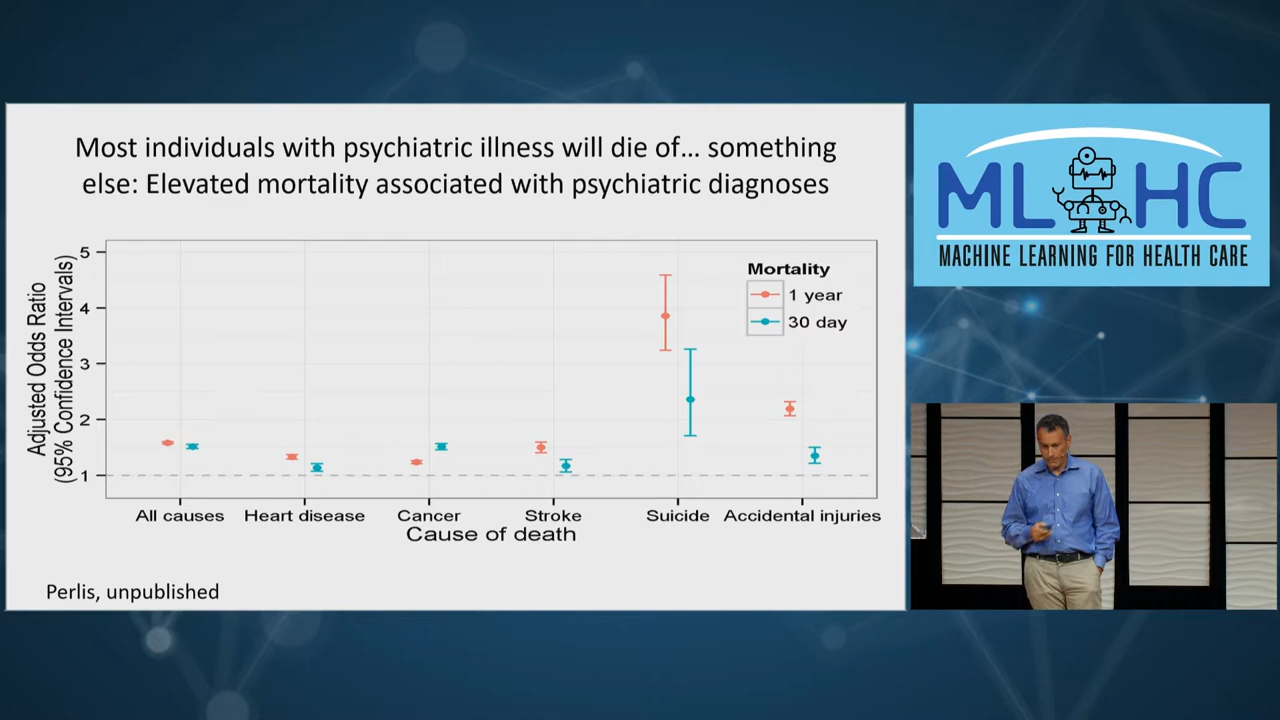 Most individuals with psychiatric illness will die of... something
else: Elevated mortality associated with psychiatric diagnoses
Adjusted Odds Ratio
(95% Confidence Intervals)
5
4
3
2
1
Mortality
1 year
30 day
All causes
Heart disease
Cancer
Stroke
Suicide
Accidental injuries
Cause of death
Perlis, unpublished
ML HC
MACHINE LEARNING FOR HEALTH CARE